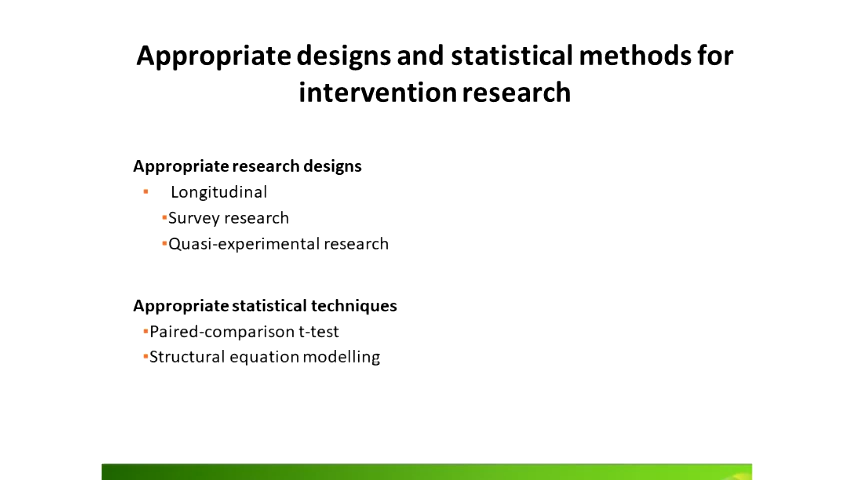 Appropriate designs and statistical methods for
intervention research
Appropriate research designs
▪ Longitudinal
▪Survey research
▪Quasi-experimental research
Appropriate statistical techniques
▪Paired-comparison t-test
▪Structural equation modelling